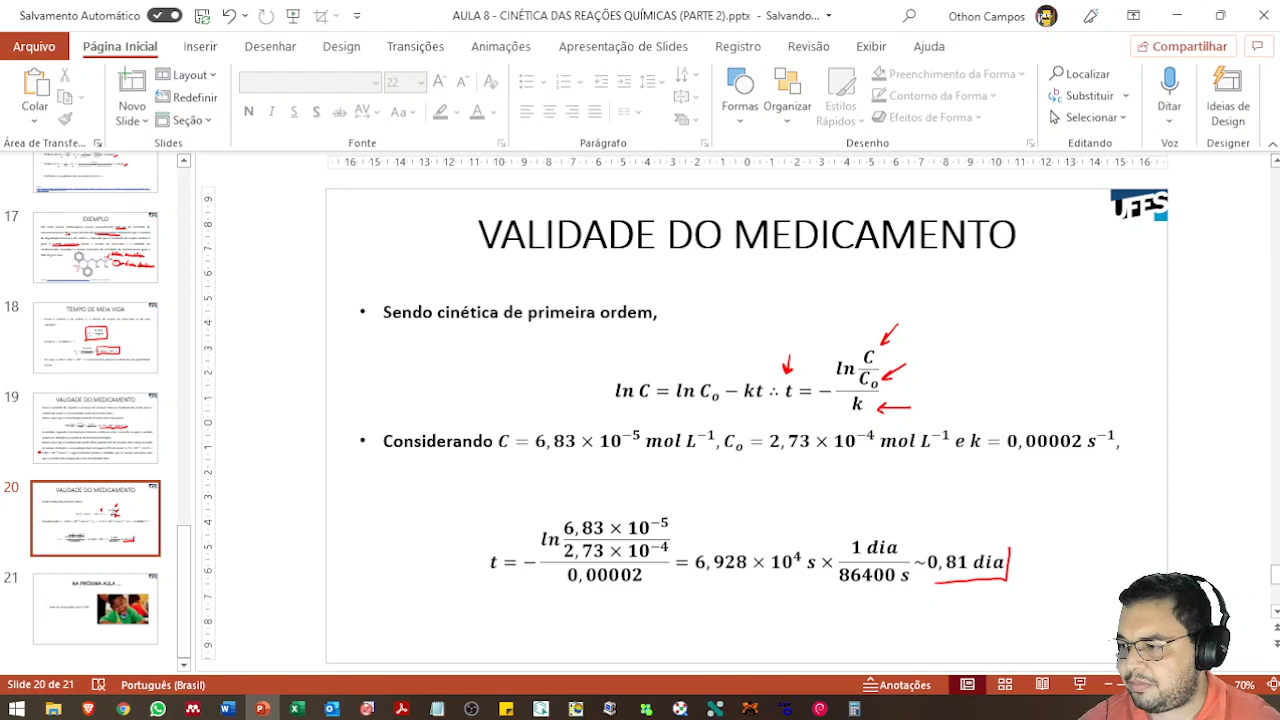 Salvamento Automático
AULA 8 - CINÉTICA DAS REAÇÕES QUÍMICAS (PARTE 2).pptx - Salvando...
Othon Campos
Arquivo
Página Inicial
Inserir
Desenhar
Design
Transições
Animações
Apresentação de Slides
Registro
Revisão
Exibir
Ajuda
Compartilhar
Colar
Novo
Slide
Layout
Redefinir
Seção
22
Formas
Organizar
Estilos
Rápidos
Preenchimento da Forma
Contorno da Forma
Efeitos de Forma
Localizar
Substituir
Selecionar
Ditar
Ideias de
Design
Área de Transfe...
Slides
Fonte
Parágrafo
Desenho
Editando
Voz
Designer
17
EXEMPLO
18
TEMPO DE MEIA VIDA
19
VALIDADE DO MEDICAMENTO
20
VALIDADE DO MEDICAMENTO
21
NA PRÓXIMA AULA ...
UFES
VALIDADE DO MEDICAMENTO
• Sendo cinética de primeira ordem,
ln C = ln C₀ − kt ∴ t = − ln C/C₀ / k
Considerando C = 6,83 × 10⁻⁵ mol L⁻¹, C₀ = 2,73 × 10⁻⁴ mol L⁻¹ e k = 0,00002 s⁻¹,
t = − ln 6,83 × 10⁻⁵ / 2,73 × 10⁻⁴ / 0,00002 = 6,928 × 10⁴ s × 1 dia / 86400 s ~0,81 dia
Slide 20 de 21
Português (Brasil)
Anotações
70%